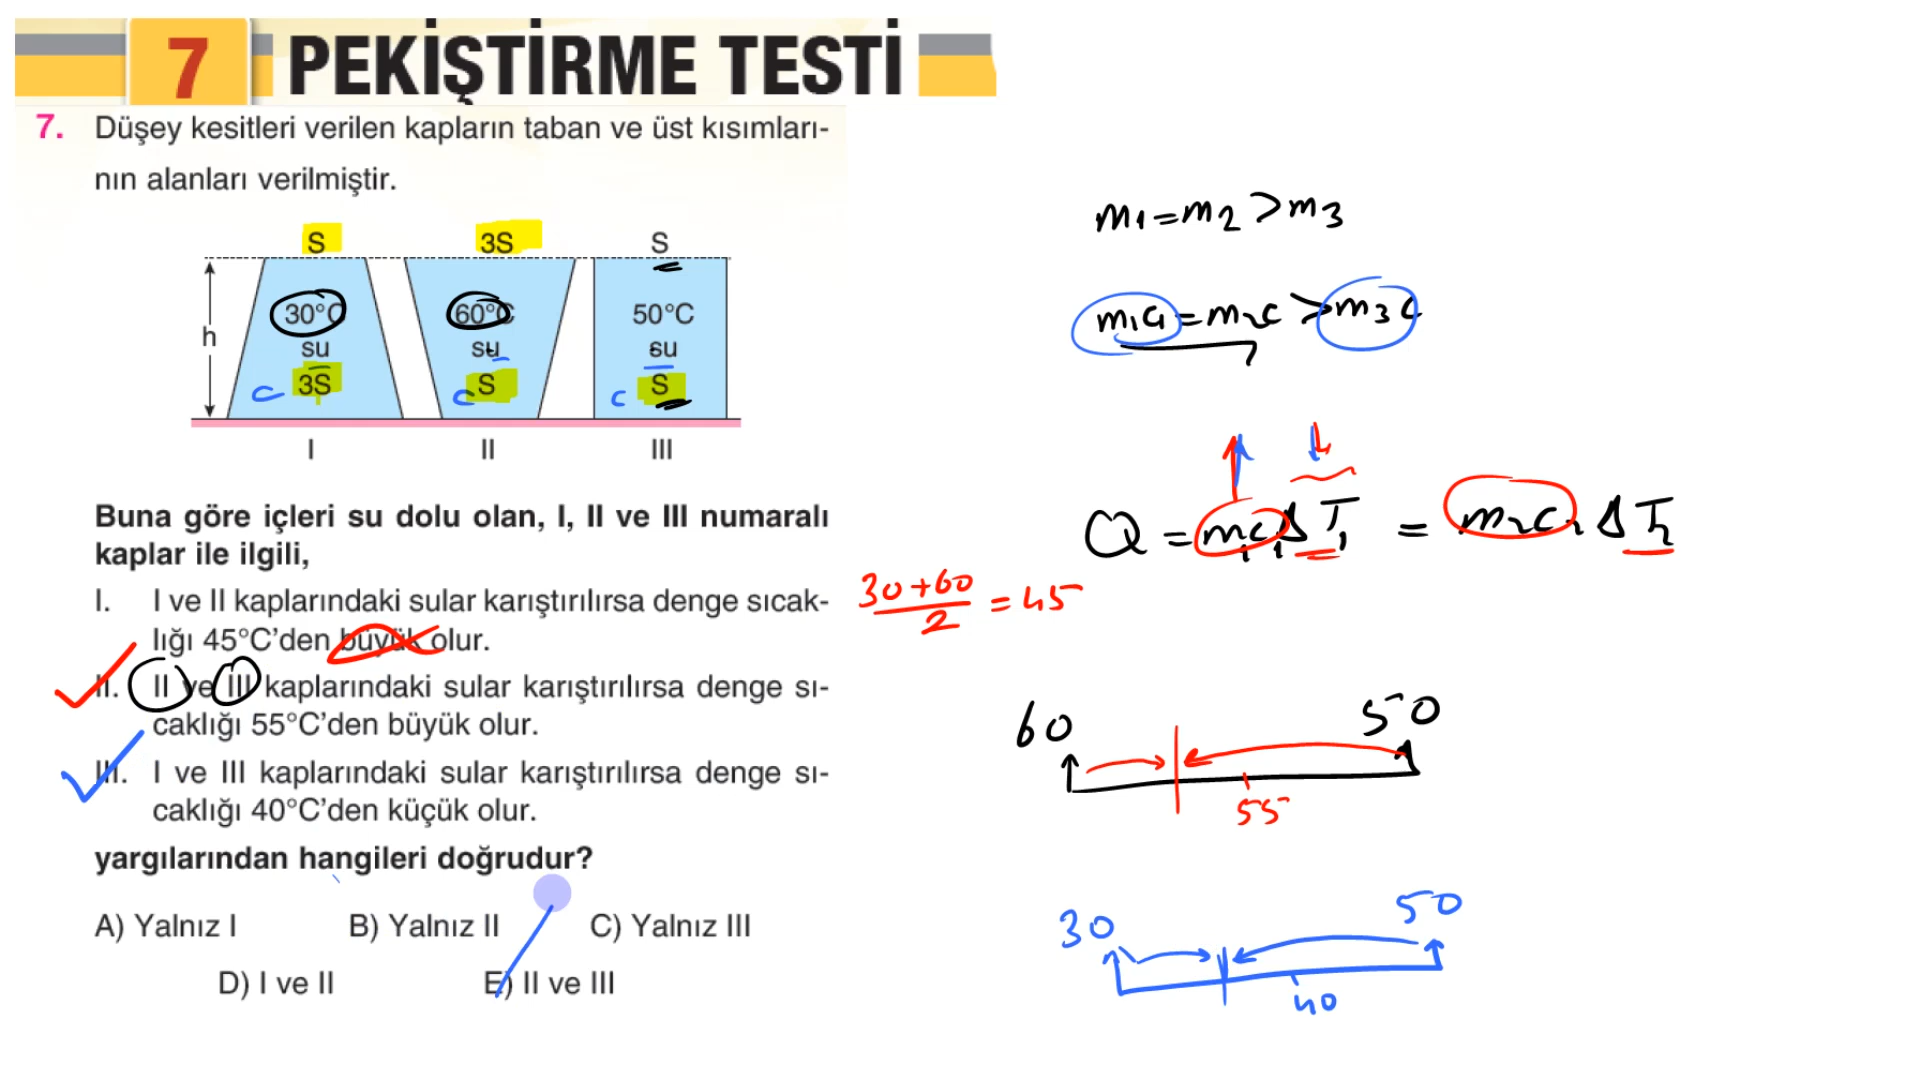 7 PEKİŞTİRME TESTİ
7. Düşey kesitleri verilen kapların taban ve üst kısımları-
nın alanları verilmiştir.
S 3S S
30°C 60°C 50°C
h
su su su
c 3S c S c S
I II III
Buna göre içleri su dolu olan, I, II ve III numaralı
kaplar ile ilgili,
I. I ve II kaplarındaki sular karıştırılırsa denge sıcak-
lığı 45°C'den büyük olur.
II. II ve III kaplarındaki sular karıştırılırsa denge sı-
caklığı 55°C'den büyük olur.
III. I ve III kaplarındaki sular karıştırılırsa denge sı-
caklığı 40°C'den küçük olur.
yargılarından hangileri doğrudur?
A) Yalnız I B) Yalnız II C) Yalnız III
D) I ve II E) II ve III
m1=m2>m3
m1c1=m2c>m3c
Q=m1c1ΔT1=m2c2ΔT2
30+60/2=45
60 50
55
30 50
40